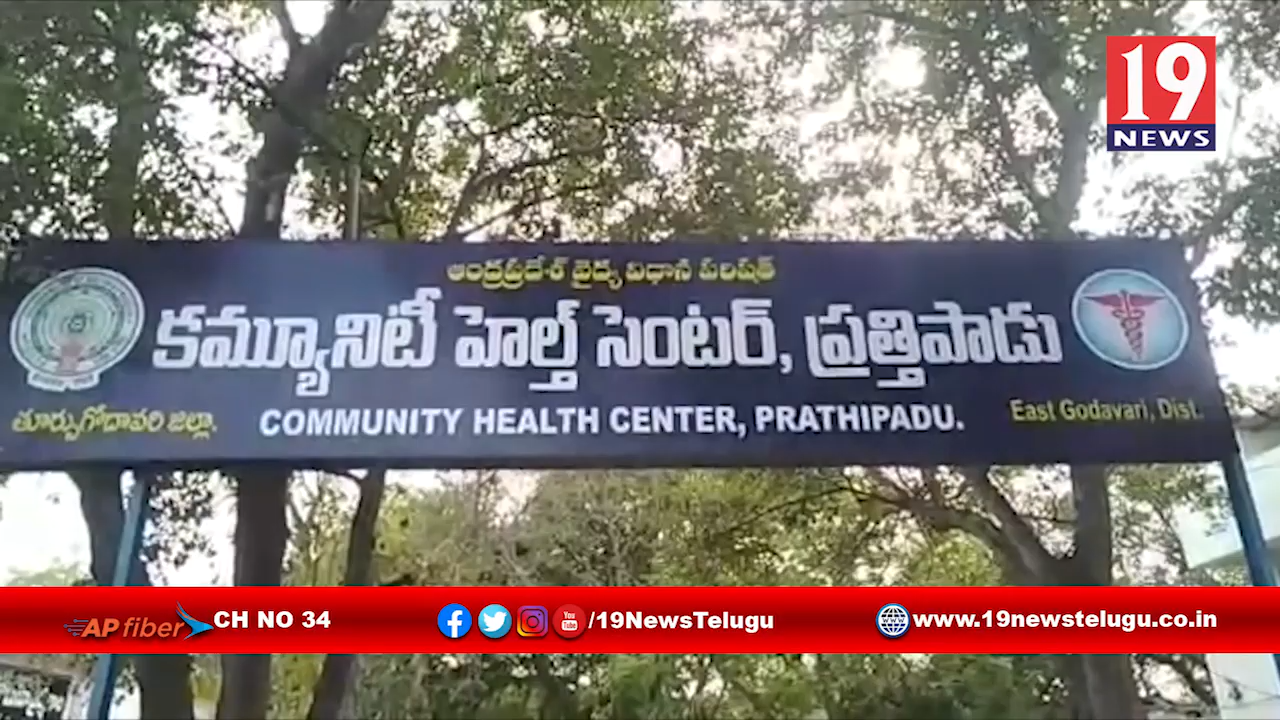 19
NEWS
ఆంధ్రప్రదేశ్ వైద్య విధాన పరిషత్
కమ్యూనిటీ హెల్త్ సెంటర్, ప్రత్తిపాడు
తూర్పుగోదావరి జిల్లా.
COMMUNITY HEALTH CENTER, PRATHIPADU.
East Godavari, Dist.
AP fiber CH NO 34
/19NewsTelugu
www.19newstelugu.co.in